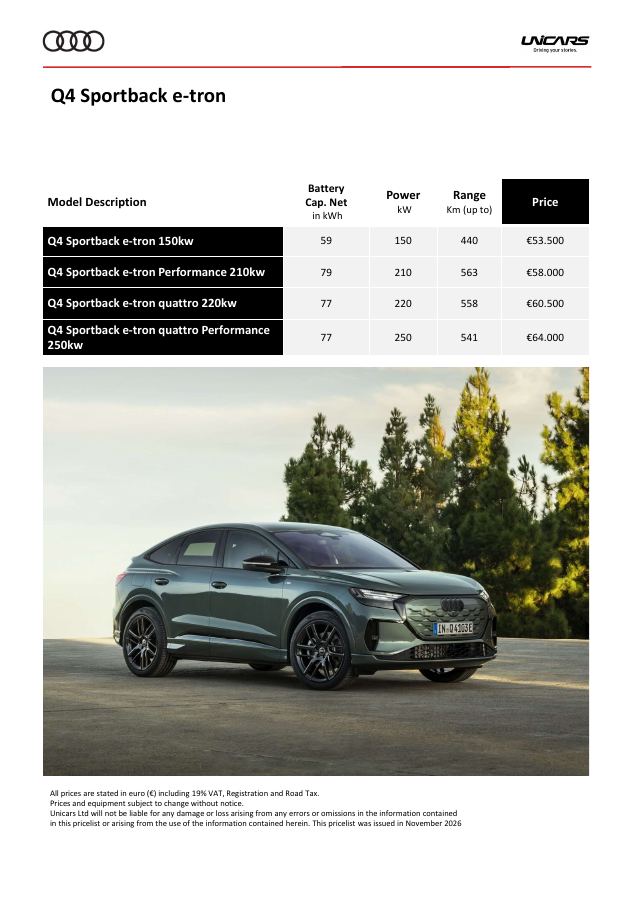 UNICARS
Driving your stories.
Q4 Sportback e-tron
Model Description
Battery
Cap. Net
in kWh
Power
kW
Range
Km (up to)
Price
Q4 Sportback e-tron 150kw 59 150 440 €53.500
Q4 Sportback e-tron Performance 210kw 79 210 563 €58.000
Q4 Sportback e-tron quattro 220kw 77 220 558 €60.500
Q4 Sportback e-tron quattro Performance
250kw 77 250 541 €64.000
IN Q4103E
All prices are stated in euro (€) including 19% VAT, Registration and Road Tax.
Prices and equipment subject to change without notice.
Unicars Ltd will not be liable for any damage or loss arising from any errors or omissions in the information contained
in this pricelist or arising from the use of the information contained herein. This pricelist was issued in November 2026